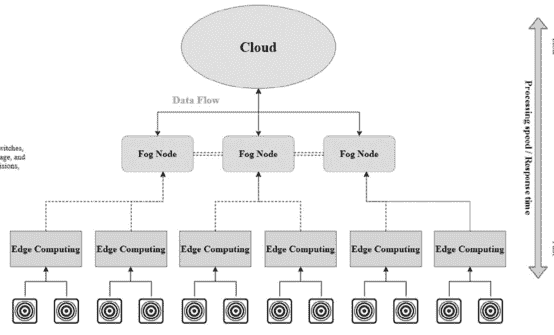 Cloud
Data Flow
witches,
age, and
issions,
Fog Node
Fog Node
Fog Node
Processing speed / Response time
Edge Computing
Edge Computing
Edge Computing
Edge Computing
Edge Computing
Edge Computing